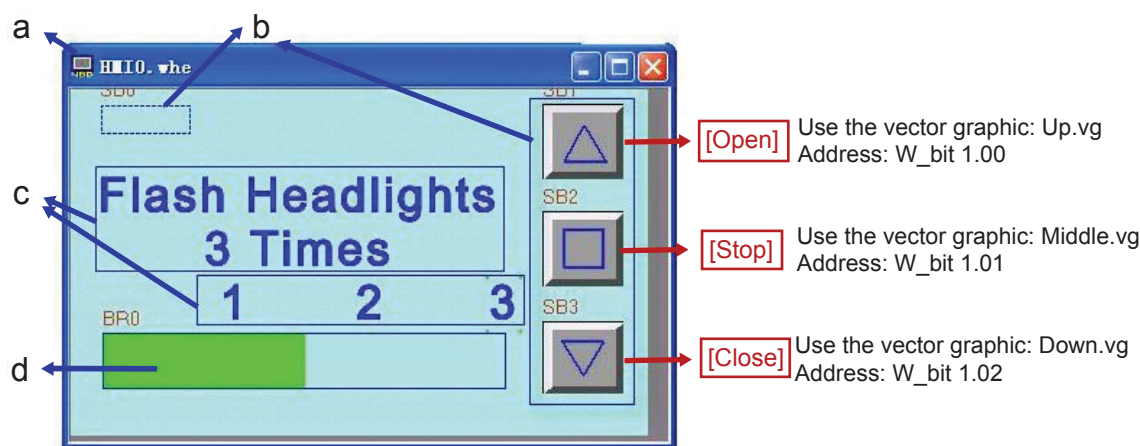 a
b
HMI0.whe
SB0
SB1
[Open]
Use the vector graphic: Up.vg
Address: W_bit 1.00
c
Flash Headlights
3 Times
SB2
[Stop]
Use the vector graphic: Middle.vg
Address: W_bit 1.01
1 2 3
BR0
SB3
d
[Close]
Use the vector graphic: Down.vg
Address: W_bit 1.02